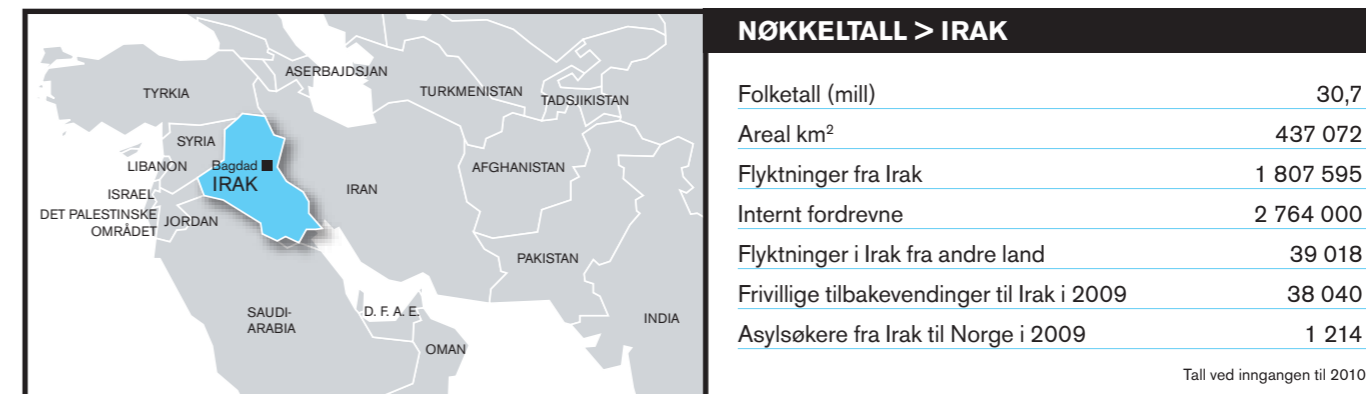 TYRKIA
ASERBAJDSJAN
TURKMENISTAN
TADSJIKISTAN
SYRIA
LIBANON
Bagdad
IRAK
IRAN
AFGHANISTAN
ISRAEL
DET PALESTINSKE
OMRÅDET
JORDAN
PAKISTAN
SAUDI-
ARABIA
D. F. A. E.
OMAN
INDIA
NØKKELTALL > IRAK
Folketall (mill) 30,7
Areal km² 437 072
Flyktninger fra Irak 1 807 595
Internt fordrevne 2 764 000
Flyktninger i Irak fra andre land 39 018
Frivillige tilbakevendinger til Irak i 2009 38 040
Asylsøkere fra Irak til Norge i 2009 1 214
Tall ved inngangen til 2010